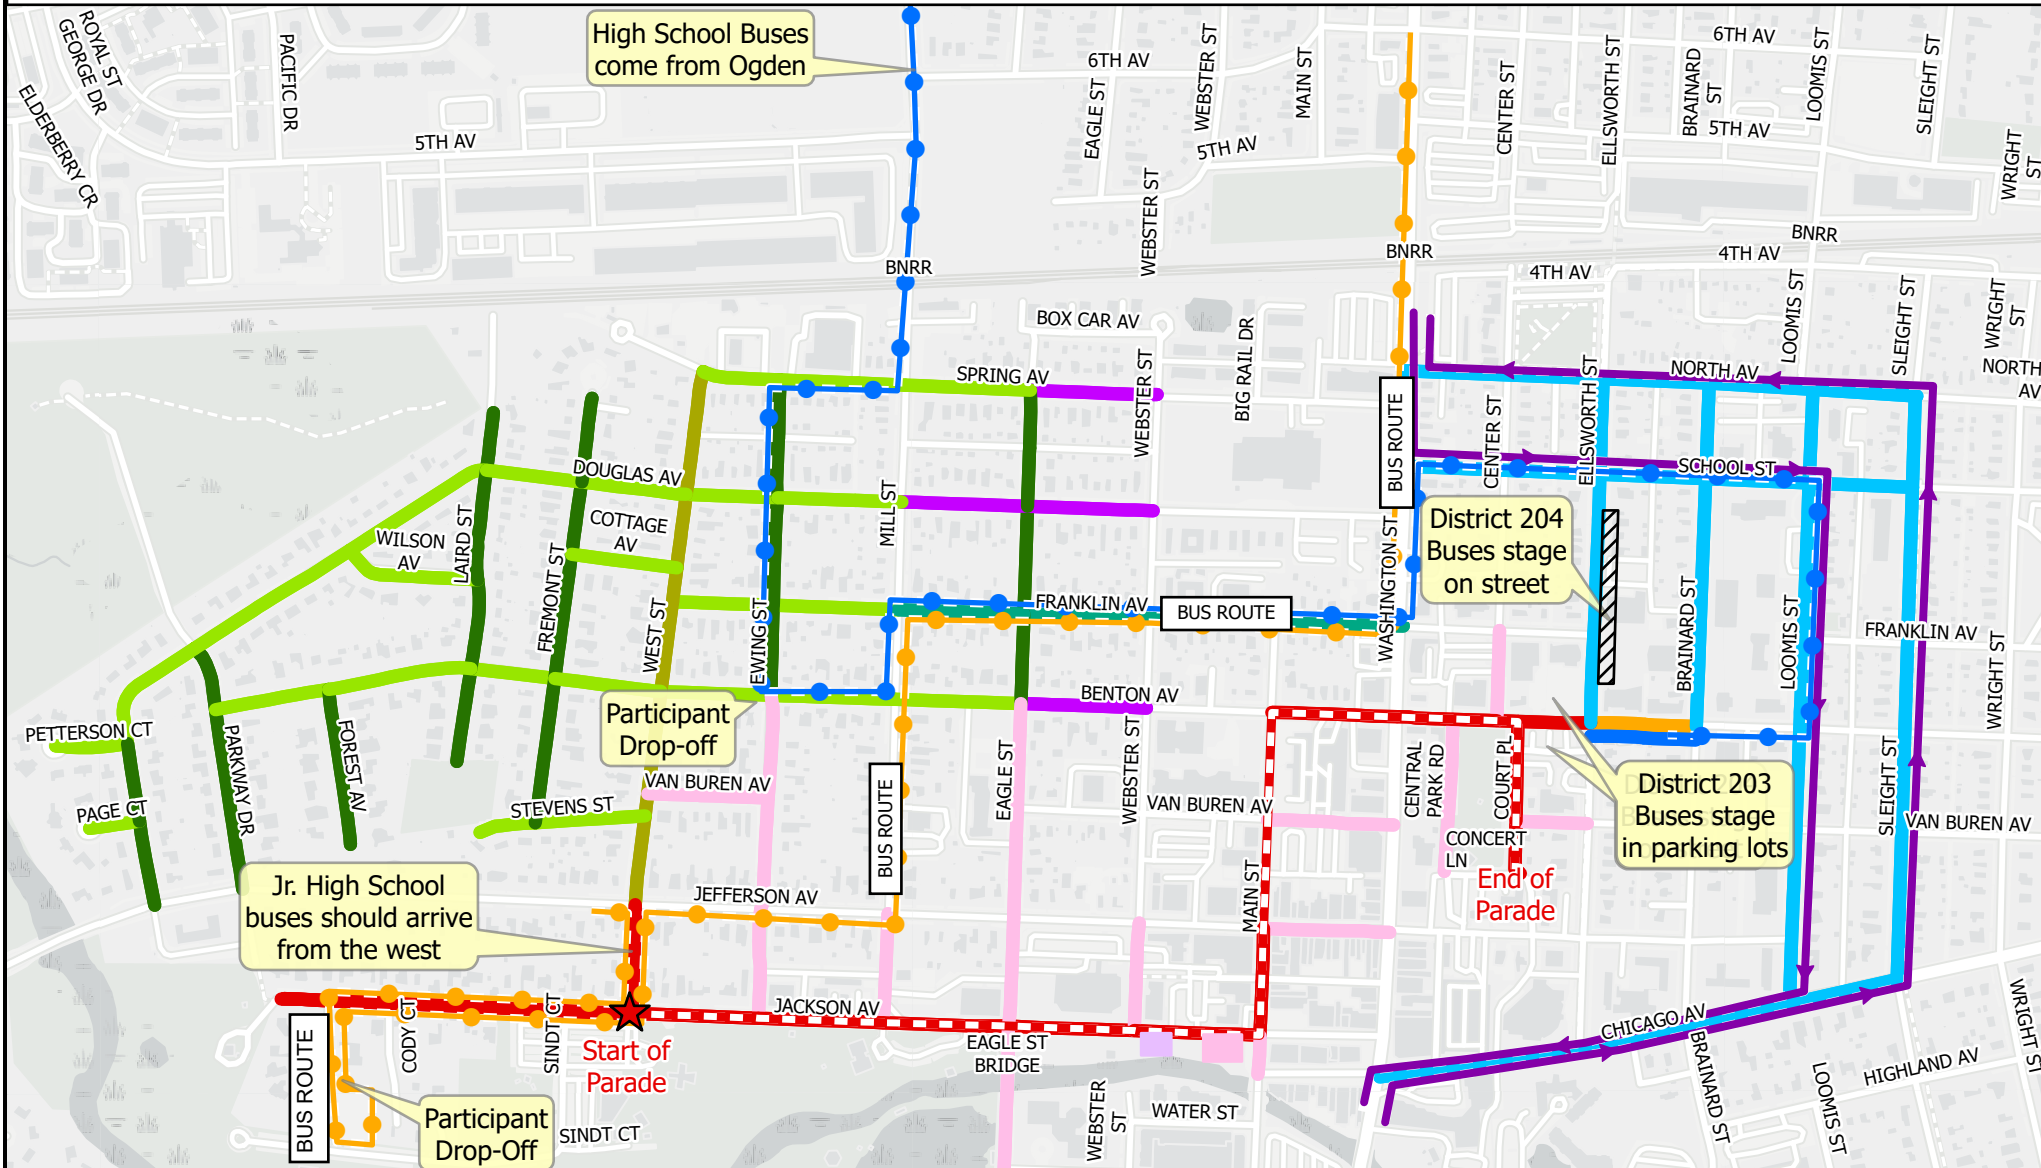 High School Buses
come from Ogden
ROYAL ST
GEORGE DR
PACIFIC DR
ELDERBERRY CR
5TH AV
6TH AV
EAGLE ST
WEBSTER ST
5TH AV
MAIN ST
CENTER ST
ELLSWORTH ST
BRAINARD
ST
6TH AV
LOOMIS ST
SLEIGHT ST
5TH AV
WRIGHT
ST
WEBSTER ST
BNRR
BNRR
BNRR
4TH AV
4TH AV
LOOMIS ST
SLEIGHT ST
WRIGHT
ST
BOX CAR AV
BIG RAIL DR
WEBSTER ST
SPRING AV
NORTH AV
NORTH
AV
ELLSWORTH ST
CENTER ST
BUS ROUTE
SCHOOL ST
DOUGLAS AV
MILL ST
COTTAGE
AV
WILSON
AV
LAIRD ST
FREMONT ST
WEST ST
EWING ST
WASHINGTON ST
District 204
Buses stage
on street
FRANKLIN AV
BUS ROUTE
BRAINARD ST
LOOMIS ST
FRANKLIN AV
WRIGHT ST
BENTON AV
Participant
Drop-off
PETTERSON CT
PARKWAY DR
FOREST AV
PAGE CT
STEVENS ST
VAN BUREN AV
BUS ROUTE
EAGLE ST
WEBSTER ST
VAN BUREN AV
CENTRAL
PARK RD
COURT PL
CONCERT
LN
District 203
Buses stage
in parking lots
SLEIGHT ST
VAN BUREN AV
End of
Parade
MAIN ST
JEFFERSON AV
Jr. High School
buses should arrive
from the west
JACKSON AV
CODY CT
SINDT CT
Start of
Parade
BUS ROUTE
Participant
Drop-Off
SINDT CT
EAGLE ST
BRIDGE
WEBSTER
ST
WATER ST
CHICAGO AV
BRAINARD ST
LOOMIS ST
HIGHLAND AV
WRIGHT ST